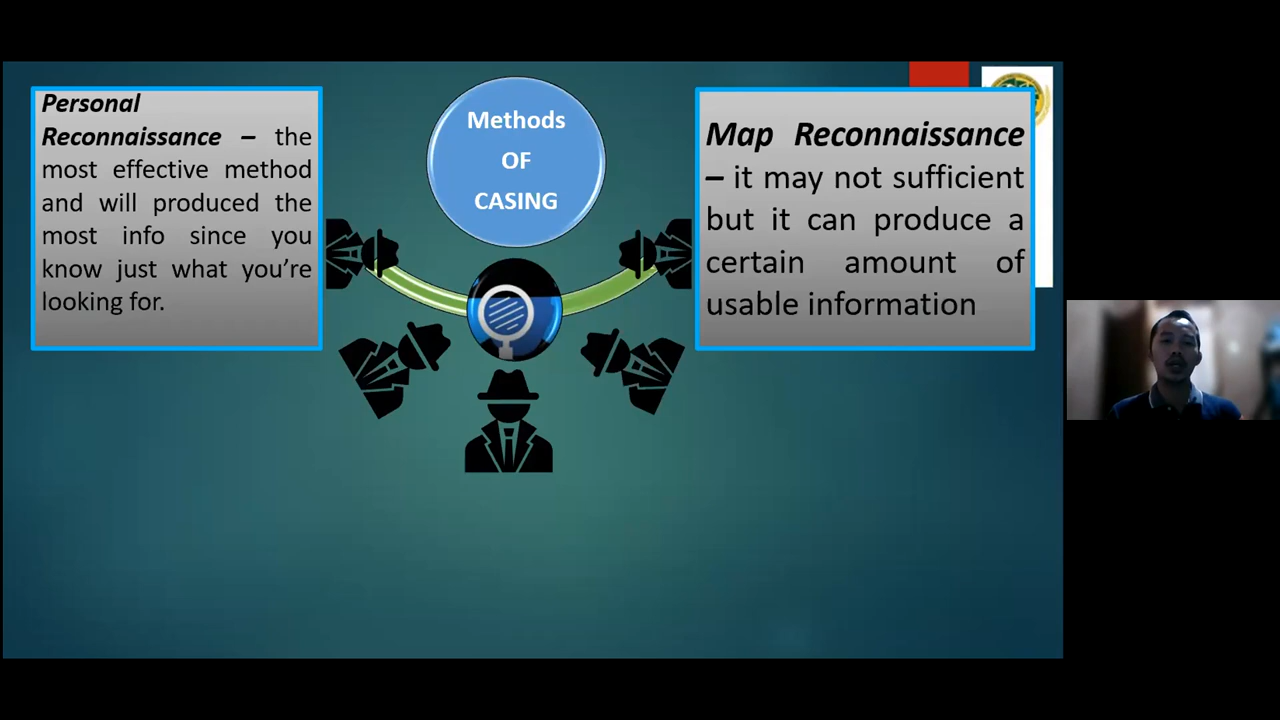 Personal
Reconnaissance – the
most effective method
and will produced the
most info since you
know just what you're
looking for.
Methods
OF
CASING
Map Reconnaissance
– it may not sufficient
but it can produce a
certain amount of
usable information